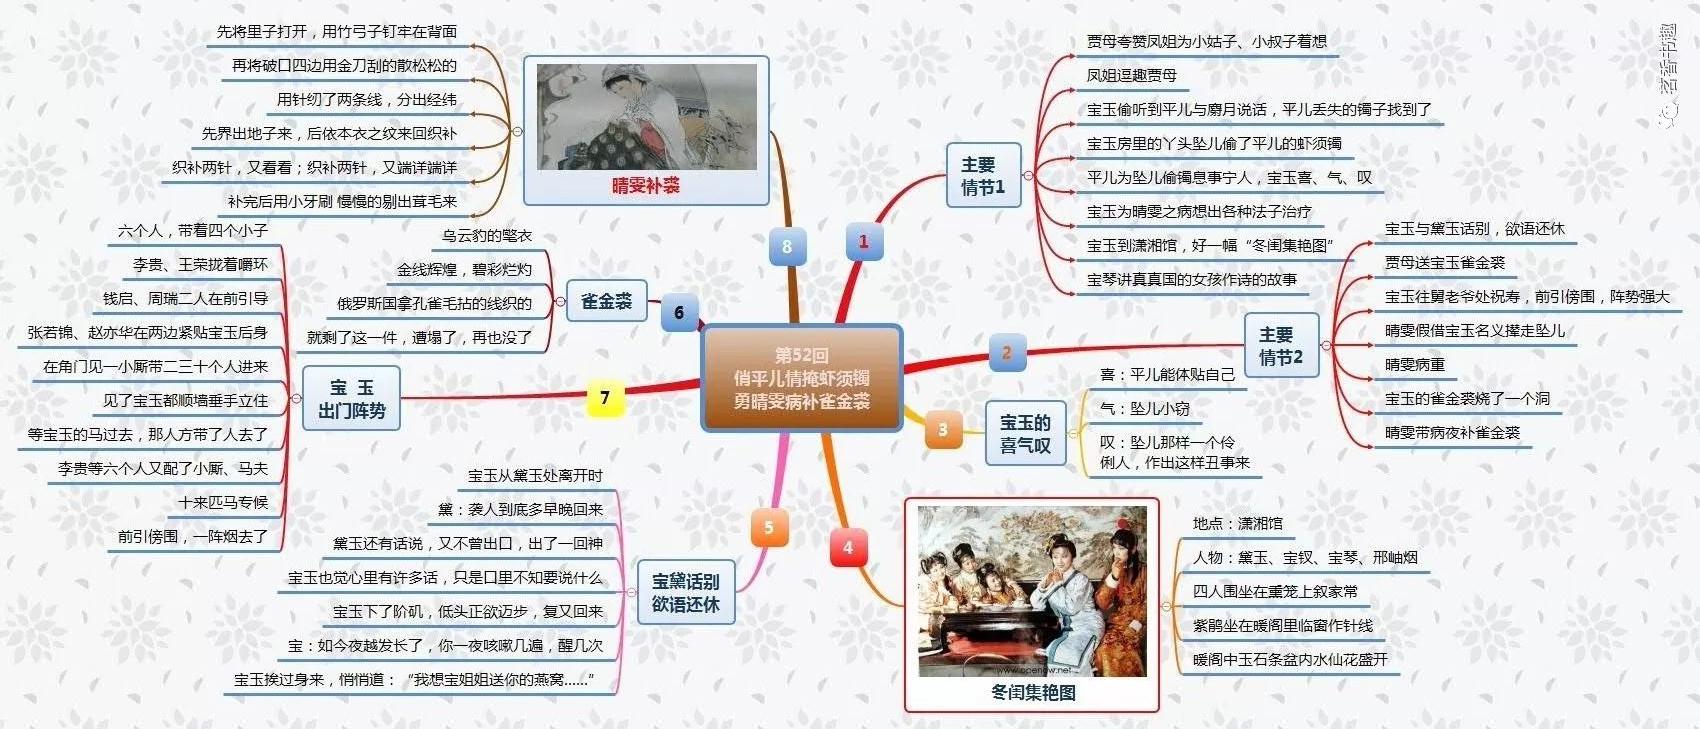 第52回
俏平儿情掩虾须镯
勇晴雯病补雀金裘
1
主要
情节1
贾母夸赞凤姐为小姑子、小叔子着想
凤姐逗趣贾母
宝玉偷听到平儿与麝月说话，平儿丢失的镯子找到了
宝玉房里的丫头坠儿偷了平儿的虾须镯
平儿为坠儿偷镯息事宁人，宝玉喜、气、叹
宝玉为晴雯之病想出各种法子治疗
宝玉到潇湘馆，好一幅“冬闺集艳图”
宝琴讲真真国的女孩作诗的故事
2
主要
情节2
宝玉与黛玉话别，欲语还休
贾母送宝玉雀金裘
宝玉往舅老爷处祝寿，前引傍围，阵势强大
晴雯假借宝玉名义撵走坠儿
晴雯病重
宝玉的雀金裘烧了一个洞
晴雯带病夜补雀金裘
3
宝玉的
喜气叹
喜：平儿能体贴自己
气：坠儿小窃
叹：坠儿那样一个伶
俐人，作出这样丑事来
4
www.ppenow.net
冬闺集艳图
地点：潇湘馆
人物：黛玉、宝钗、宝琴、邢岫烟
四人围坐在熏笼上叙家常
紫鹃坐在暖阁里临窗作针线
暖阁中玉石条盆内水仙花盛开
5
宝黛话别
欲语还休
宝玉从黛玉处离开时
黛：袭人到底多早晚回来
黛玉还有话说，又不曾出口，出了一回神
宝玉也觉心里有许多话，只是口里不知要说什么
宝玉下了阶矶，低头正欲迈步，复又回来
宝：如今夜越发长了，你一夜咳嗽几遍，醒几次
宝玉挨过身来，悄悄道：“我想宝姐姐送你的燕窝……”
6
雀金裘
乌云豹的氅衣
金线辉煌，碧彩烂灼
俄罗斯国拿孔雀毛拈的线织的
就剩了这一件，遭塌了，再也没了
7
宝 玉
出门阵势
六个人，带着四个小子
李贵、王荣拢着嚼环
钱启、周瑞二人在前引导
张若锦、赵亦华在两边紧贴宝玉后身
在角门见一小厮带二三十个人进来
见了宝玉都顺墙垂手立住
等宝玉的马过去，那人方带了人去了
李贵等六个人又配了小厮、马夫
十来匹马专候
前引傍围，一阵烟去了
8
晴雯补裘
先将里子打开，用竹弓子钉牢在背面
再将破口四边用金刀刮的散松松的
用针纫了两条线，分出经纬
先界出地子来，后依本衣之纹来回织补
织补两针，又看看；织补两针，又端详端详
补完后用小牙刷 慢慢的剔出茸毛来
茗香书趣